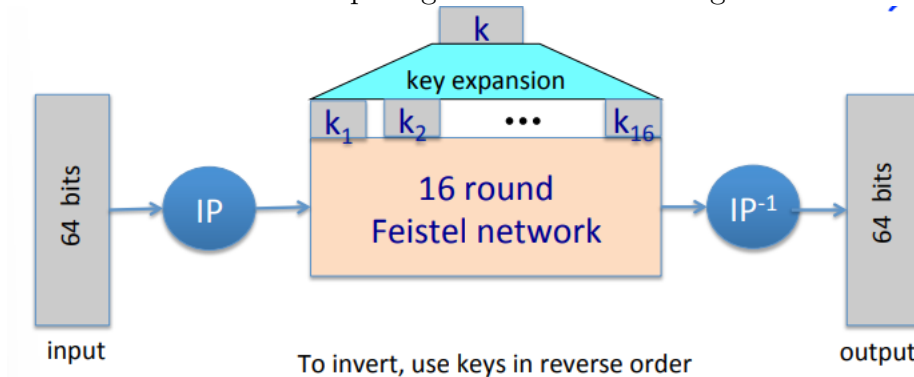 k
key expansion
k1 k2 ••• k16
64 bits
IP
16 round
Feistel network
IP-1
64 bits
input
To invert, use keys in reverse order
output